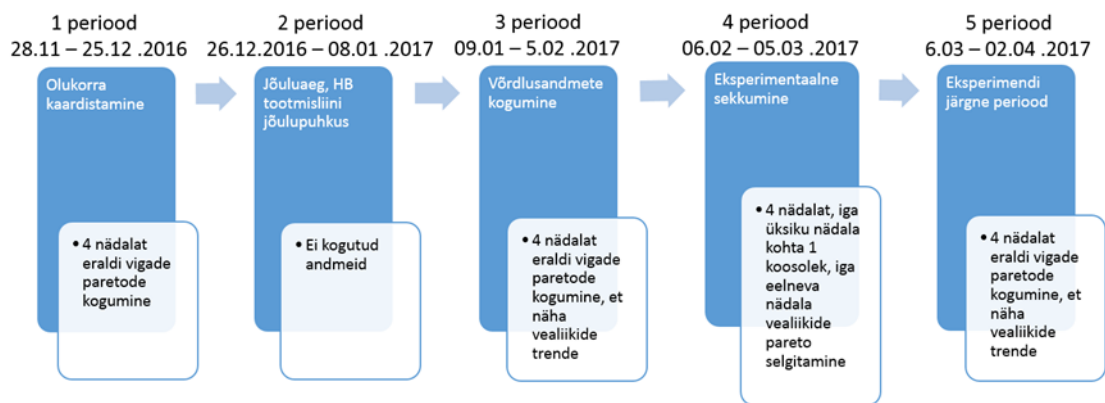 1 periood
28.11 – 25.12 .2016
Olukorra
kaardistamine
• 4 nädalat
eraldi vigade
paretode
kogumine
2 periood
26.12.2016 – 08.01 .2017
Jõuluaeg, HB
tootmisliini
jõulupuhkus
• Ei kogutud
andmeid
3 periood
09.01 – 5.02 .2017
Võrdlusandmete
kogumine
• 4 nädalat
eraldi vigade
paretode
kogumine, et
näha
vealiikide
trende
4 periood
06.02 – 05.03 .2017
Eksperimentaalne
sekkumine
• 4 nädalat, iga
üksiku nädala
kohta 1
koosolek, iga
eelneva
nädala
vealiikide
pareto
selgitamine
5 periood
6.03 – 02.04 .2017
Eksperimendi
järgne periood
• 4 nädalat
eraldi vigade
paretode
kogumine, et
näha
vealiikide
trende